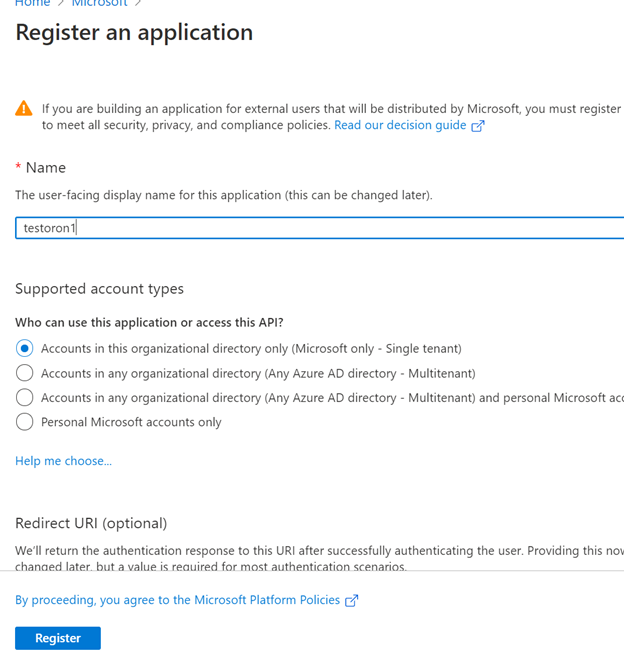 Home > Microsoft >
Register an application
If you are building an application for external users that will be distributed by Microsoft, you must register
to meet all security, privacy, and compliance policies. Read our decision guide
* Name
The user-facing display name for this application (this can be changed later).
testoron1
Supported account types
Who can use this application or access this API?
Accounts in this organizational directory only (Microsoft only - Single tenant)
Accounts in any organizational directory (Any Azure AD directory - Multitenant)
Accounts in any organizational directory (Any Azure AD directory - Multitenant) and personal Microsoft
Personal Microsoft accounts only
Help me choose...
Redirect URI (optional)
We'll return the authentication response to this URI after successfully authenticating the user. Providing this
changed later, but a value is required for most authentication scenarios.
By proceeding, you agree to the Microsoft Platform Policies
Register